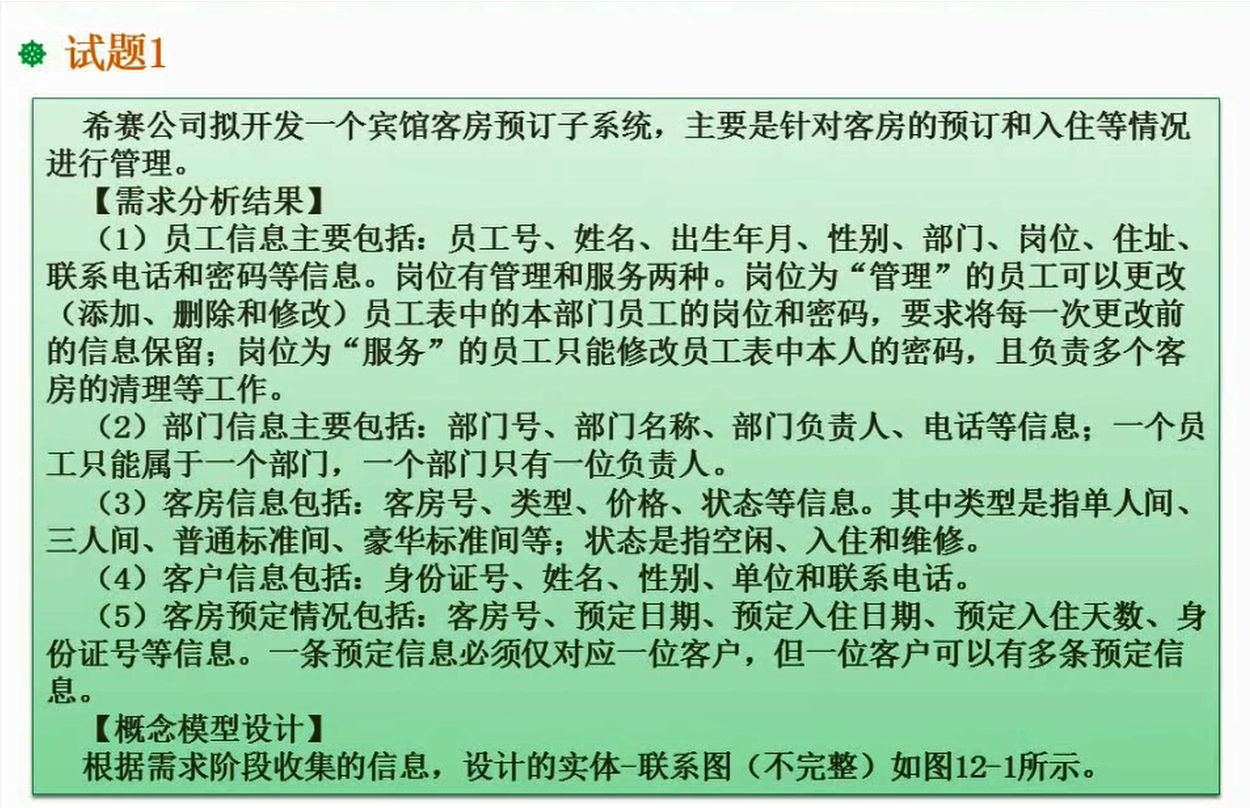 试题1
希赛公司拟开发一个宾馆客房预订子系统，主要是针对客房的预订和入住等情况
进行管理。
【需求分析结果】
（1）员工信息主要包括：员工号、姓名、出生年月、性别、部门、岗位、住址、
联系电话和密码等信息。岗位有管理和服务两种。岗位为“管理”的员工可以更改
（添加、删除和修改）员工表中的本部门员工的岗位和密码，要求将每一次更改前
的信息保留；岗位为“服务”的员工只能修改员工表中本人的密码，且负责多个客
房的清理等工作。
（2）部门信息主要包括：部门号、部门名称、部门负责人、电话等信息；一个员
工只能属于一个部门，一个部门只有一位负责人。
（3）客房信息包括：客房号、类型、价格、状态等信息。其中类型是指单人间、
三人间、普通标准间、豪华标准间等；状态是指空闲、入住和维修。
（4）客户信息包括：身份证号、姓名、性别、单位和联系电话。
（5）客房预定情况包括：客房号、预定日期、预定入住日期、预定入住天数、身
份证号等信息。一条预定信息必须仅对应一位客户，但一位客户可以有多条预定信
息。
【概念模型设计】
根据需求阶段收集的信息，设计的实体-联系图（不完整）如图12-1所示。